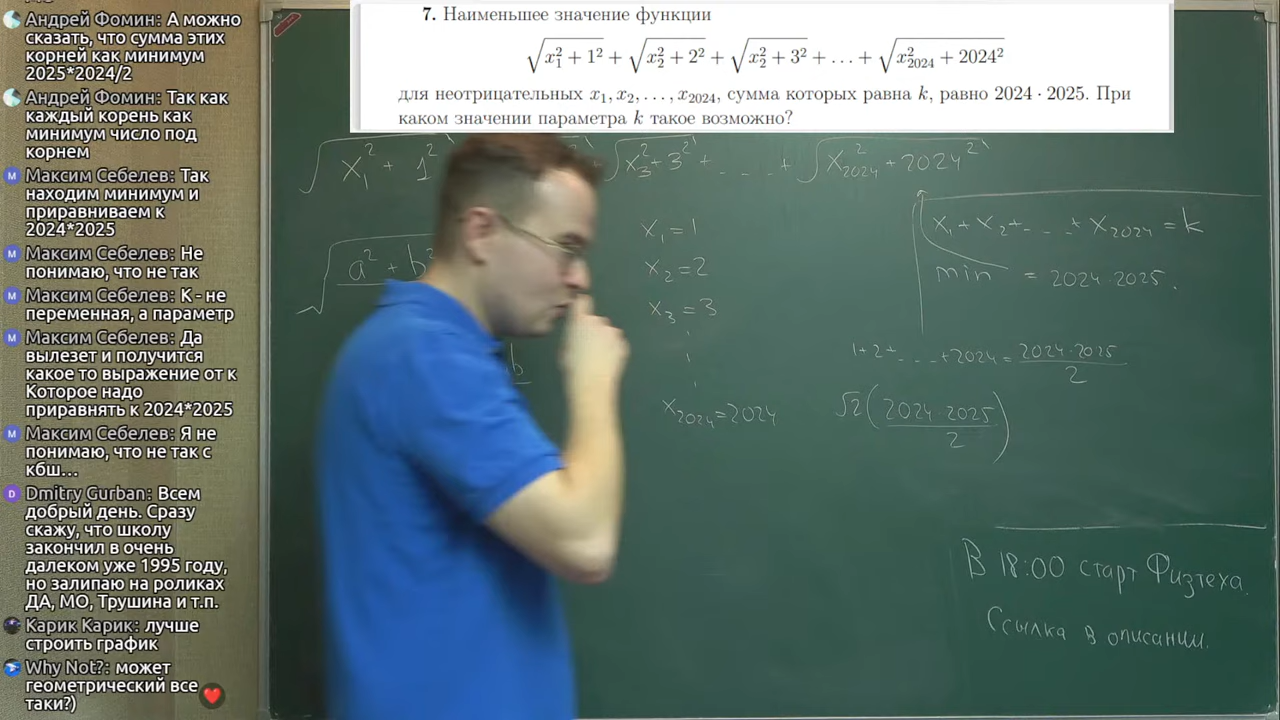 Андрей Фомин: А можно
сказать, что сумма этих
корней как минимум
2025*2024/2
Андрей Фомин: Так как
каждый корень как
минимум число под
корнем
Максим Себелев: Так
находим минимум и
приравниваем к
2024*2025
Максим Себелев: Не
понимаю, что не так
Максим Себелев: К - не
переменная, а параметр
Максим Себелев: Да
вылезет и получится
какое то выражение от к
Которое надо
приравнять к 2024*2025
Максим Себелев: Я не
понимаю, что не так с
кбш...
Dmitry Gurban: Всем
добрый день. Сразу
скажу, что школу
закончил в очень
далеком уже 1995 году,
но залипаю на роликах
ДА, МО, Трушина и т.п.
Карик Карик: лучше
строить график
Why Not?: может
геометрический все
таки?)
7. Наименьшее значение функции
√(x₁² + 1²) + √(x₂² + 2²) + √(x₂² + 3²) + … + √(x₂₀₂₄² + 2024²)
для неотрицательных x₁, x₂, …, x₂₀₂₄, сумма которых равна k, равно 2024 · 2025. При
каком значении параметра k такое возможно?
√(x₁² + 1²
√(x₃² + 3²) + .... + √(x₂₀₂₄² + 2024²)
√(a² + b²
b
x₁ = 1
x₂ = 2
x₃ = 3
x₂₀₂₄ = 2024
x₁ + x₂ + .... + x₂₀₂₄ = k
min = 2024·2025.
1+2+....+2024 = 2024·2025/2
√2(2024·2025/2)
В 18:00 старт Физтеха.
Ссылка в описании.